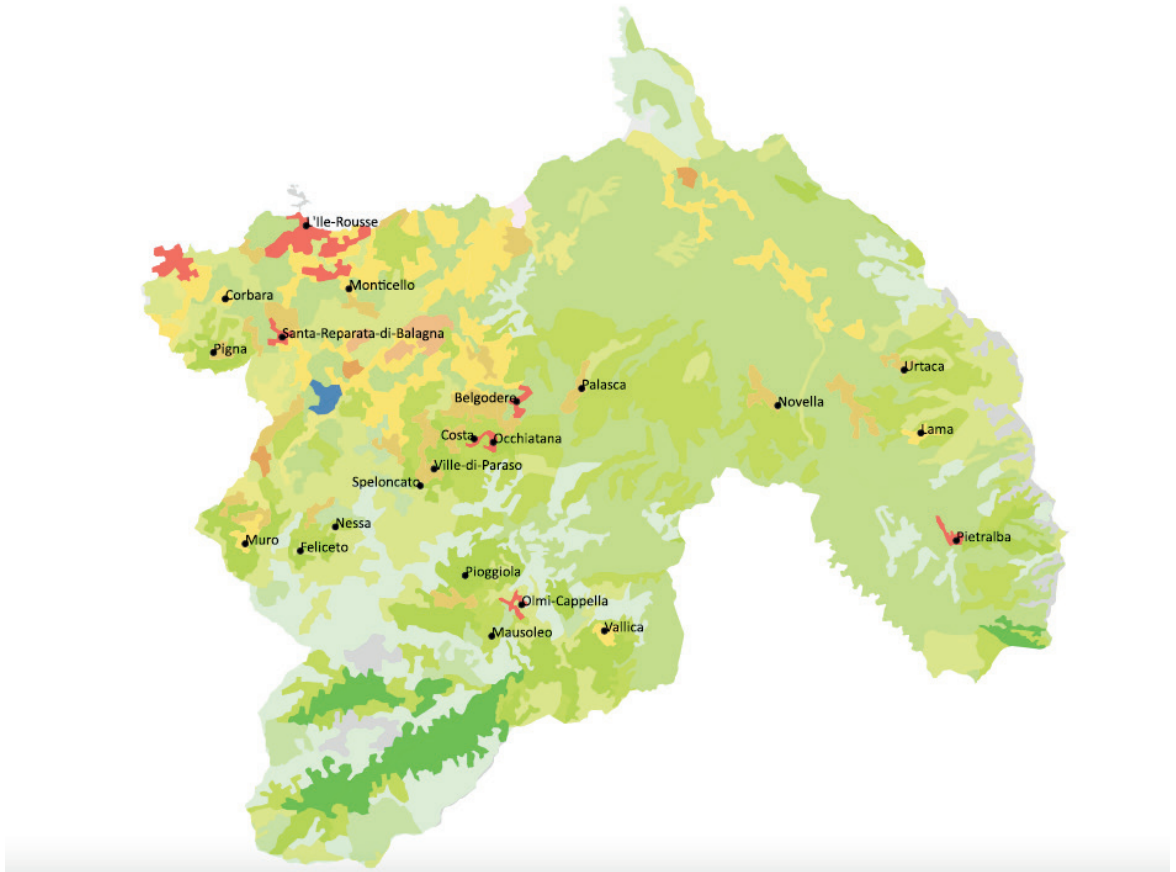 L'Ile-Rousse
Monticello
Corbara
Santa-Reparata-di-Balagna
Pigna
Urtaca
Palasca
Belgodere
Novella
Lama
Costa
Occhiatana
Ville-di-Paraso
Speloncato
Nessa
Muro
Feliceto
Pietralba
Pioggiola
Olmi-Cappella
Vallica
Mausoleo